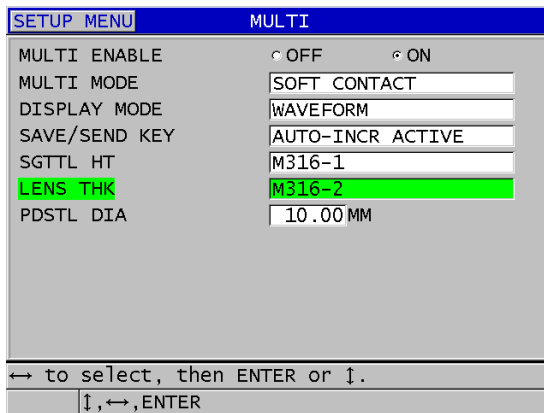 SETUP MENU MULTI
MULTI ENABLE OFF ON
MULTI MODE SOFT CONTACT
DISPLAY MODE WAVEFORM
SAVE/SEND KEY AUTO-INCR ACTIVE
SGTTL HT M316-1
LENS THK M316-2
PDSTL DIA 10.00 MM
↔ to select, then ENTER or ↕.
↕,↔,ENTER